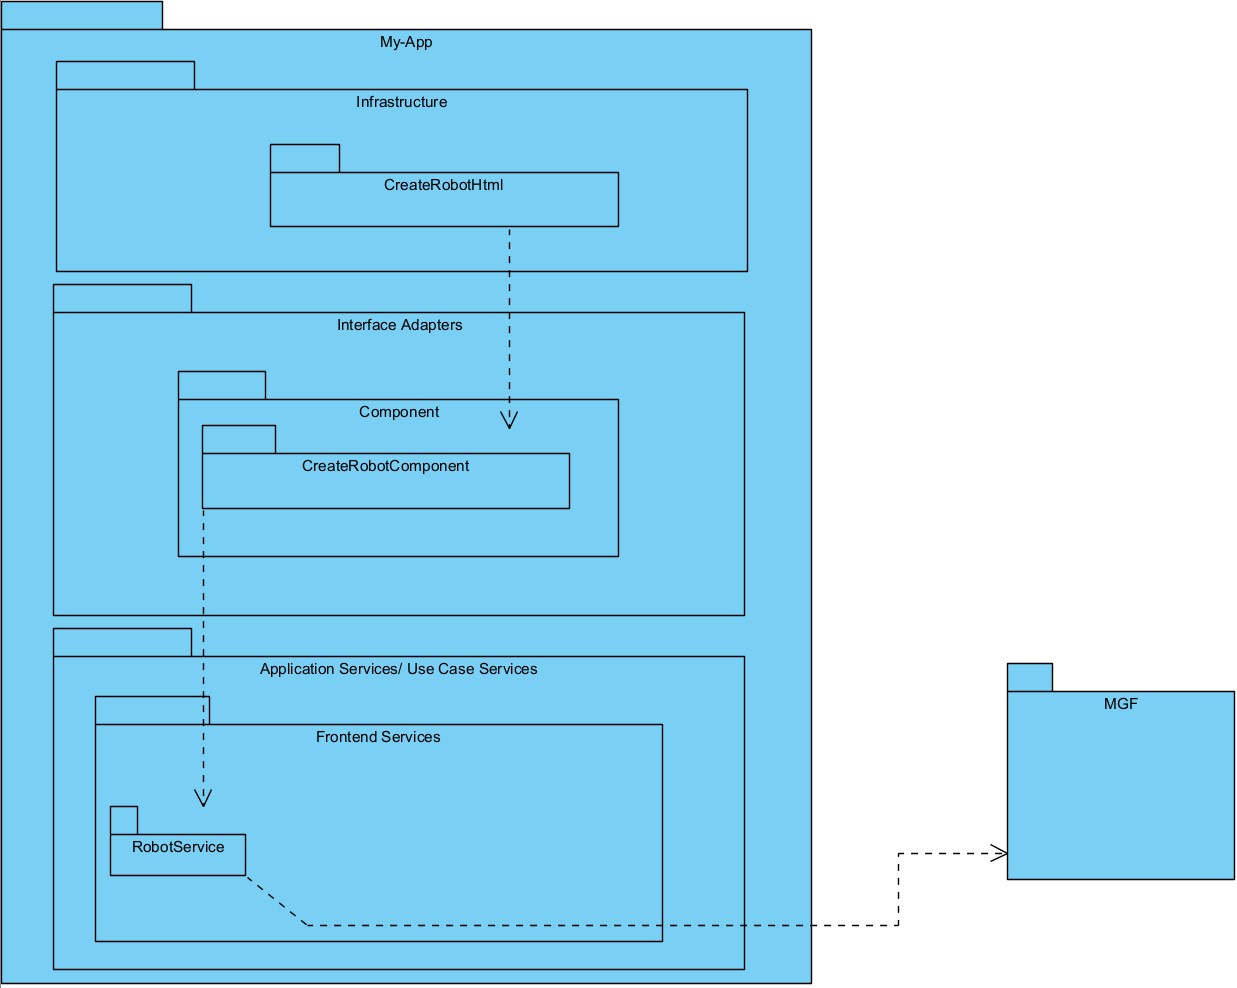 My-App
Infrastructure
CreateRobotHtml
Interface Adapters
Component
CreateRobotComponent
Application Services/ Use Case Services
Frontend Services
RobotService
MGF